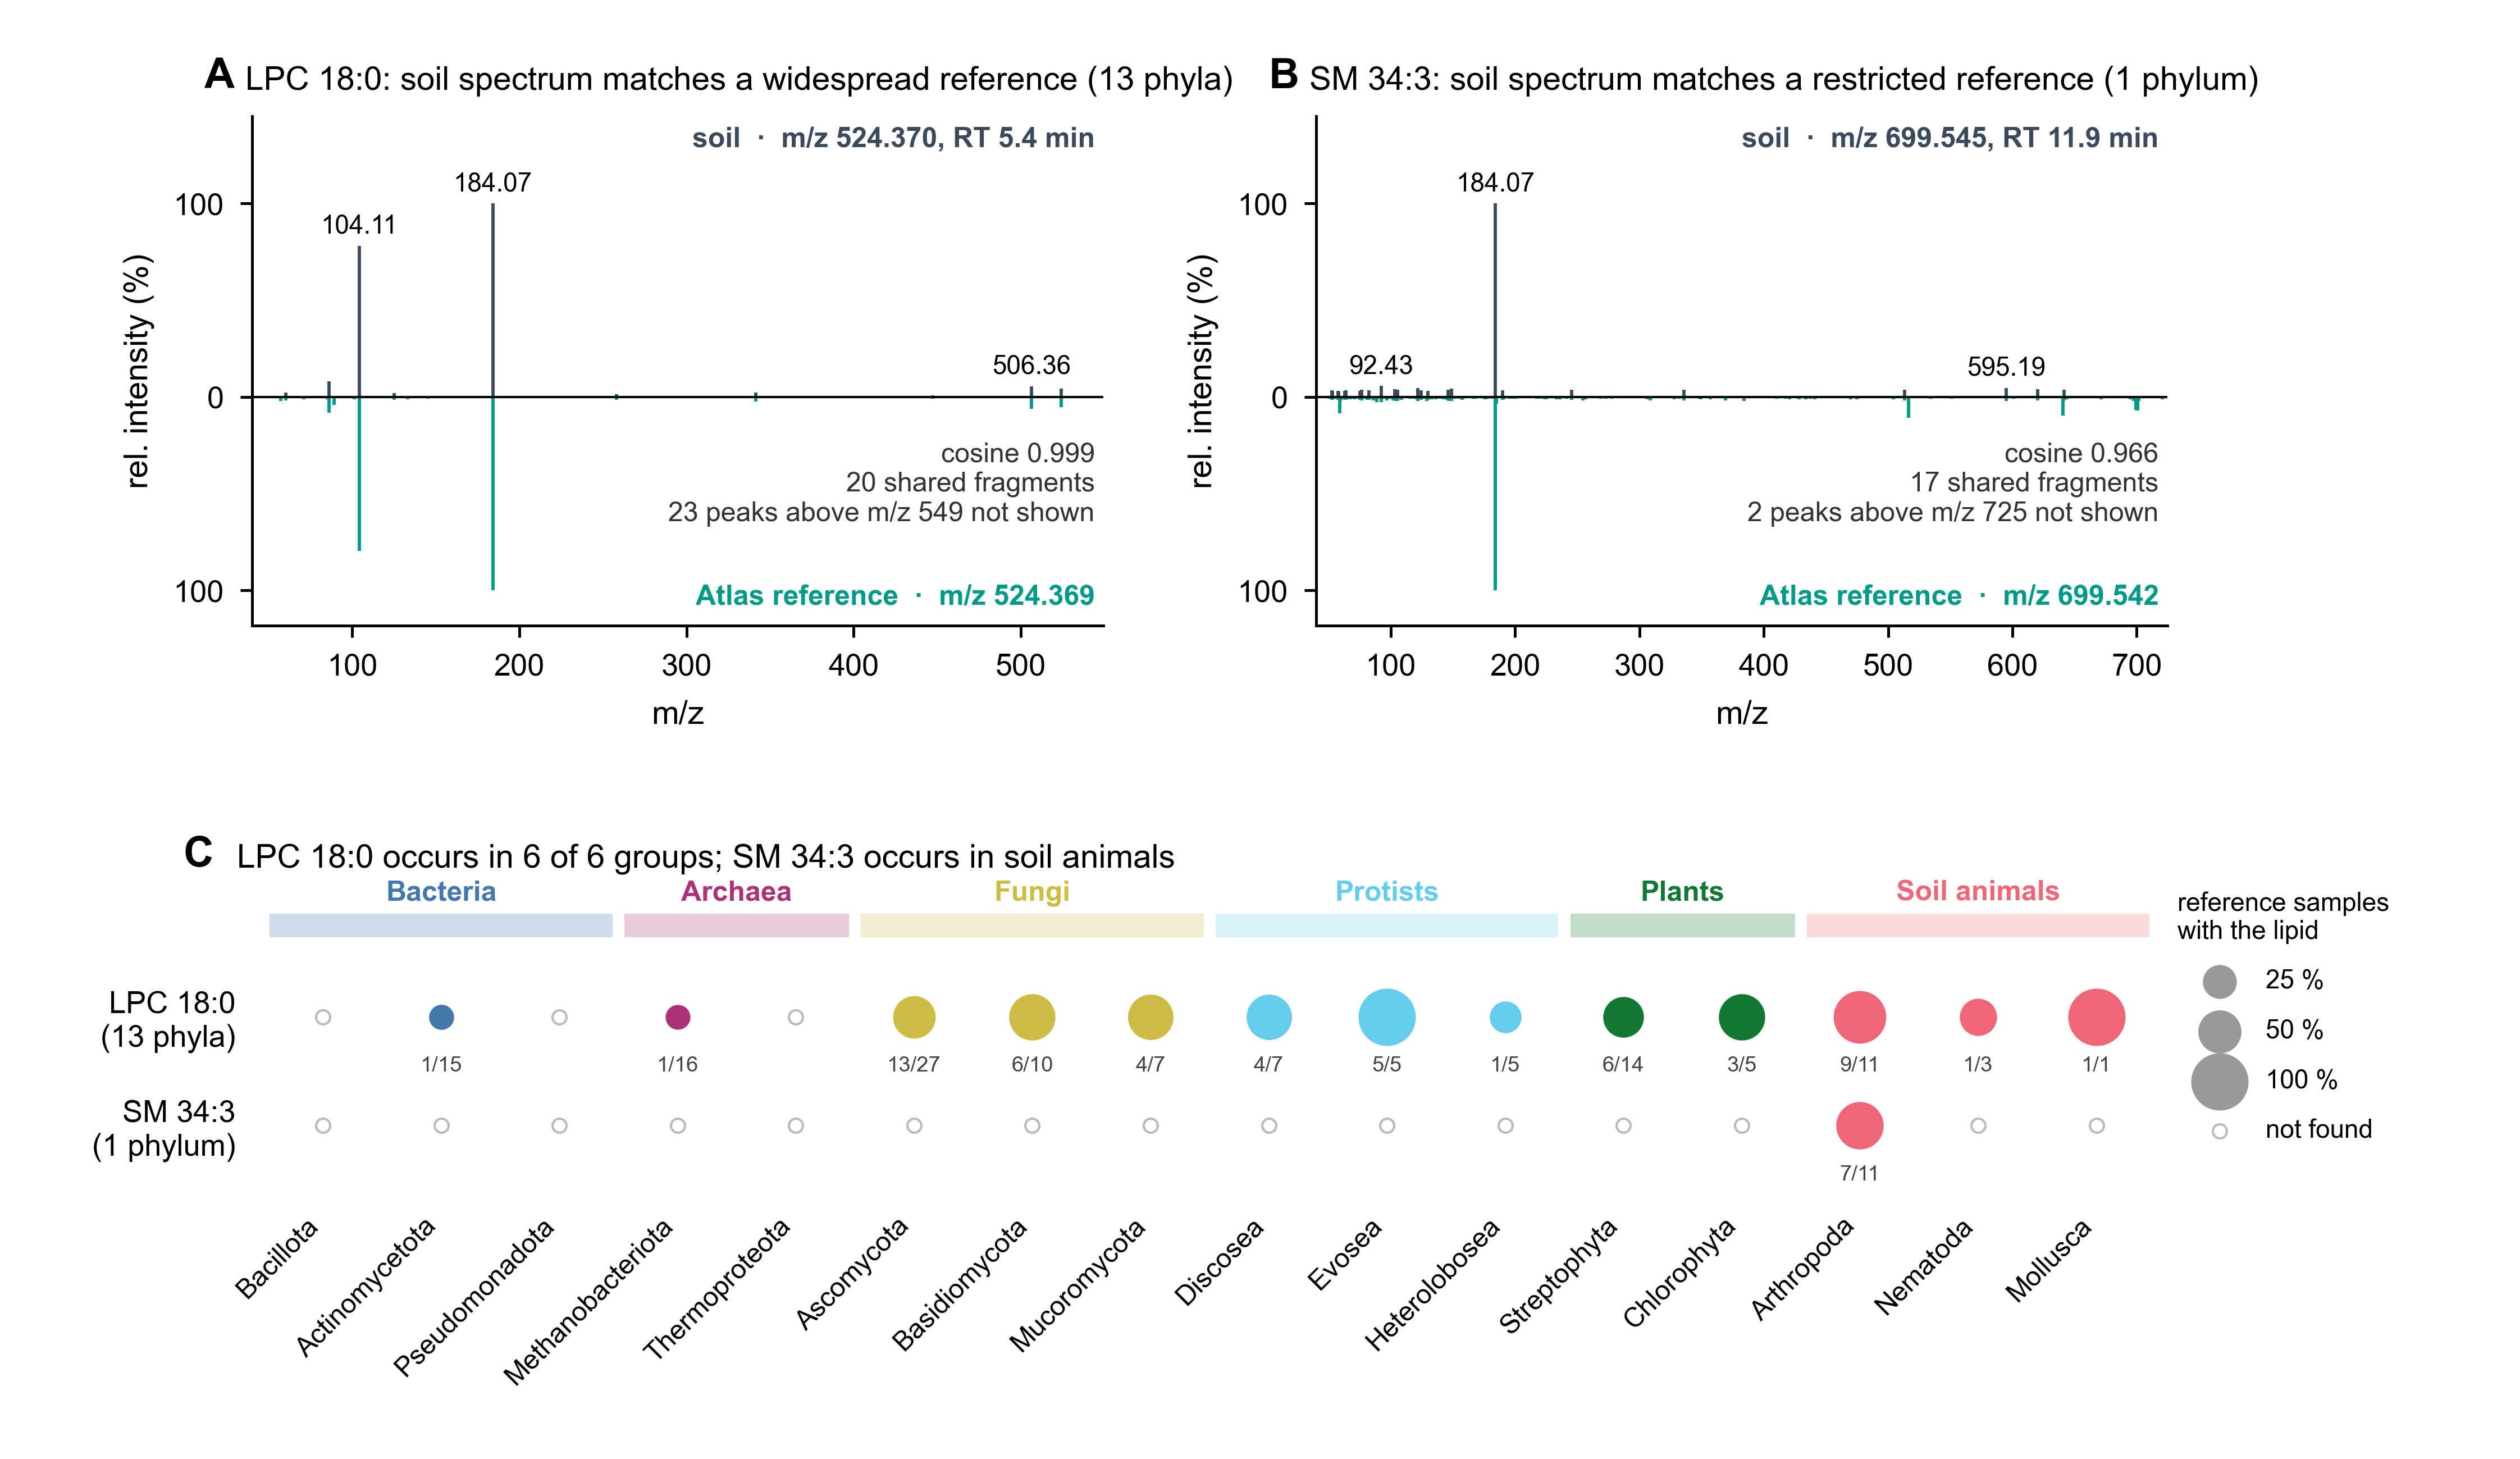 A LPC 18:0: soil spectrum matches a widespread reference (13 phyla)
soil · m/z 524.370, RT 5.4 min
184.07
104.11
506.36
100
0
100
rel. intensity (%)
cosine 0.999
20 shared fragments
23 peaks above m/z 549 not shown
Atlas reference · m/z 524.369
100 200 300 400 500
m/z
B SM 34:3: soil spectrum matches a restricted reference (1 phylum)
soil · m/z 699.545, RT 11.9 min
184.07
92.43
595.19
100
0
100
rel. intensity (%)
cosine 0.966
17 shared fragments
2 peaks above m/z 725 not shown
Atlas reference · m/z 699.542
100 200 300 400 500 600 700
m/z
C LPC 18:0 occurs in 6 of 6 groups; SM 34:3 occurs in soil animals
Bacteria Archaea Fungi Protists Plants Soil animals
LPC 18:0
(13 phyla)
1/15 1/16 13/27 6/10 4/7 4/7 5/5 1/5 6/14 3/5 9/11 1/3 1/1
SM 34:3
(1 phylum)
7/11
Bacillota
Actinomycetota
Pseudomonadota
Methanobacteriota
Thermoproteota
Ascomycota
Basidiomycota
Mucoromycota
Discosea
Evosea
Heterolobosea
Streptophyta
Chlorophyta
Arthropoda
Nematoda
Mollusca
reference samples
with the lipid
25 %
50 %
100 %
not found